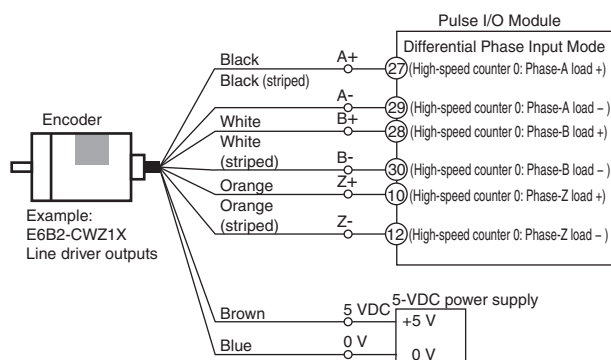 Pulse I/O Module
Differential Phase Input Mode
Black
A+
27 (High-speed counter 0: Phase-A load +)
Black (striped)
A-
29 (High-speed counter 0: Phase-A load − )
Encoder
White
B+
28 (High-speed counter 0: Phase-B load +)
White
(striped)
B-
30 (High-speed counter 0: Phase-B load − )
Orange
Z+
10 (High-speed counter 0: Phase-Z load +)
Orange
(striped)
Z-
12 (High-speed counter 0: Phase-Z load − )
Example:
E6B2-CWZ1X
Line driver outputs
5-VDC power supply
Brown
5 VDC
+5 V
Blue
0 V
0 V